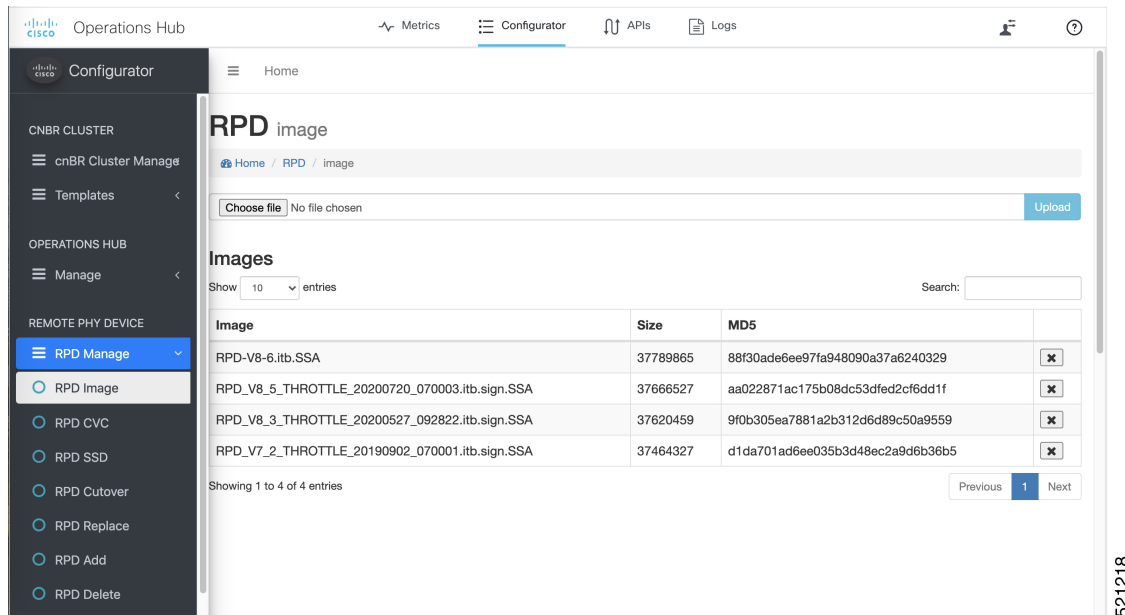 cisco Operations Hub Metrics Configurator APIs Logs
cisco Configurator
Home
CNBR CLUSTER
cnBR Cluster Manage
Templates
OPERATIONS HUB
Manage
REMOTE PHY DEVICE
RPD Manage
RPD Image
RPD CVC
RPD SSD
RPD Cutover
RPD Replace
RPD Add
RPD Delete
RPD image
Home / RPD / image
Choose file No file chosen Upload
Images
Show 10 entries Search:
Image Size MD5
RPD-V8-6.itb.SSA 37789865 88f30ade6ee97fa948090a37a6240329
RPD_V8_5_THROTTLE_20200720_070003.itb.sign.SSA 37666527 aa022871ac175b08dc53dfed2cf6dd1f
RPD_V8_3_THROTTLE_20200527_092822.itb.sign.SSA 37620459 9f0b305ea7881a2b312d6d89c50a9559
RPD_V7_2_THROTTLE_20190902_070001.itb.sign.SSA 37464327 d1da701ad6ee035b3d48ec2a9d6b36b5
Showing 1 to 4 of 4 entries Previous 1 Next
521218